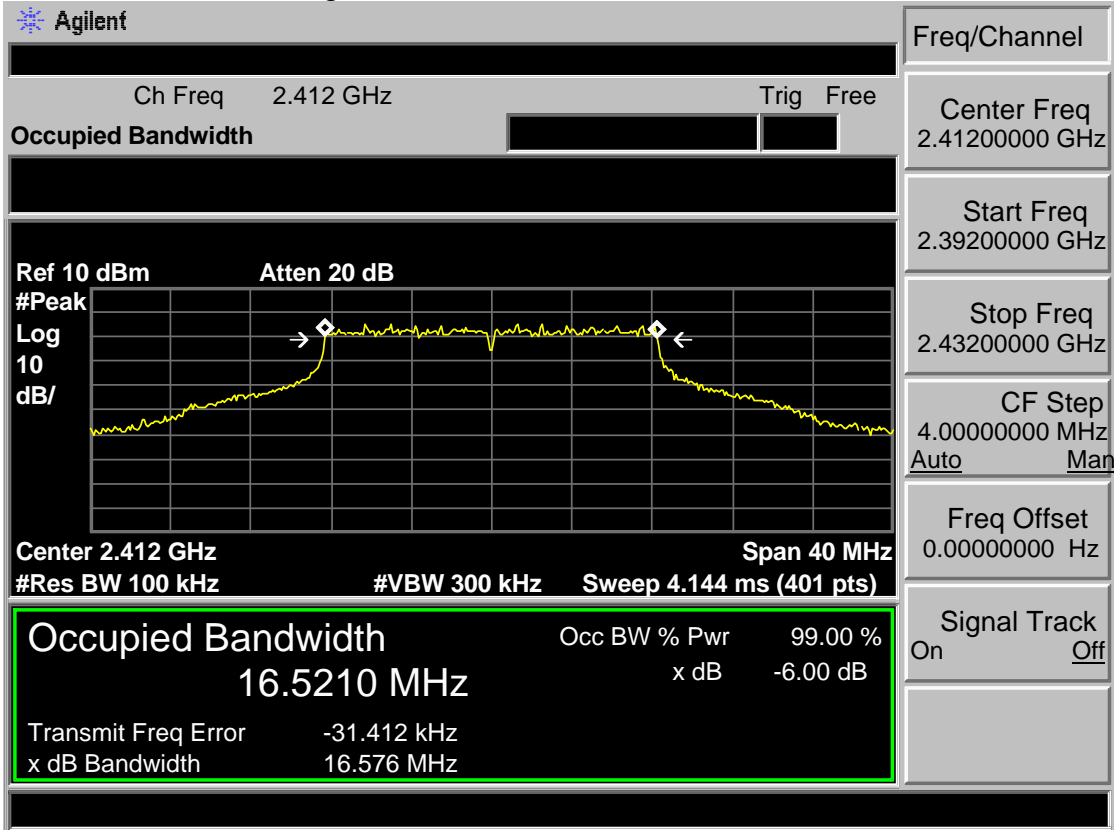 Agilent
Freq/Channel
Ch Freq 2.412 GHz Trig Free
Occupied Bandwidth
Center Freq
2.41200000 GHz
Start Freq
2.39200000 GHz
Stop Freq
2.43200000 GHz
CF Step
4.00000000 MHz
Auto Man
Freq Offset
0.00000000 Hz
Signal Track
On Off
Ref 10 dBm Atten 20 dB
#Peak
Log
10
dB/
Center 2.412 GHz Span 40 MHz
#Res BW 100 kHz #VBW 300 kHz Sweep 4.144 ms (401 pts)
Occupied Bandwidth Occ BW % Pwr 99.00 %
16.5210 MHz x dB -6.00 dB
Transmit Freq Error -31.412 kHz
x dB Bandwidth 16.576 MHz